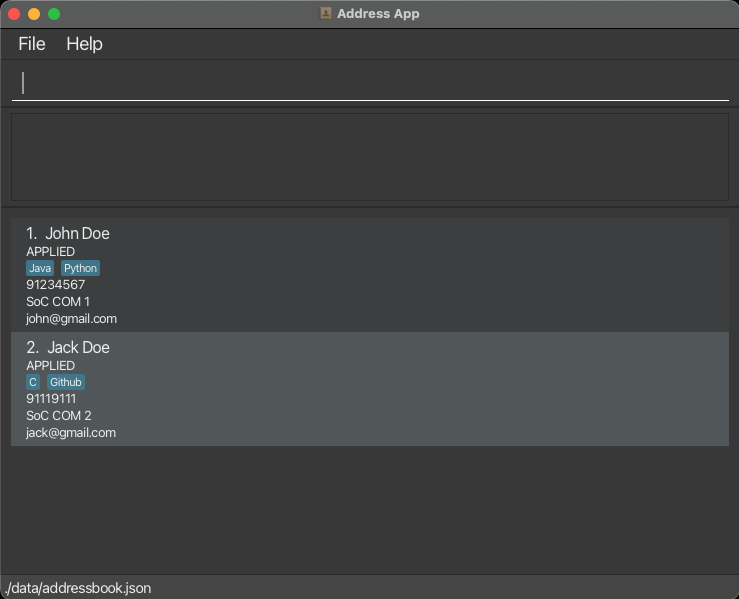 Address App
File Help
1. John Doe
APPLIED
Java Python
91234567
SoC COM 1
john@gmail.com
2. Jack Doe
APPLIED
C Github
91119111
SoC COM 2
jack@gmail.com
./data/addressbook.json